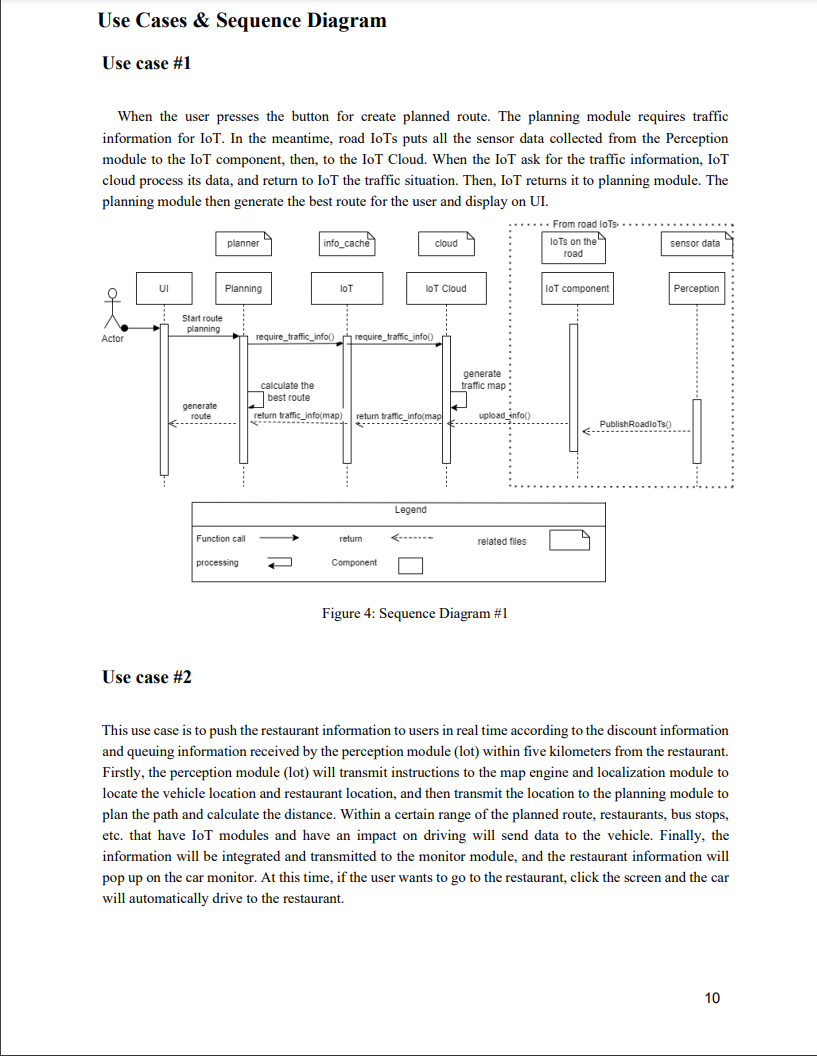 Use Cases & Sequence Diagram
Use case #1
When the user presses the button for create planned route. The planning module requires traffic
information for IoT. In the meantime, road IoTs puts all the sensor data collected from the Perception
module to the IoT component, then, to the IoT Cloud. When the IoT ask for the traffic information, IoT
cloud process its data, and return to IoT the traffic situation. Then, IoT returns it to planning module. The
planning module then generate the best route for the user and display on UI.
From road IoTs
planner
info_cache
cloud
IoTs on the
road
sensor data
UI
Planning
IoT
IoT Cloud
IoT component
Perception
Actor
Start route
planning
require_traffic_info()
require_traffic_info()
generate
traffic map
calculate the
best route
generate
route
return traffic_info(map)
return traffic_info(map
upload_info()
PublishRoadIoTs()
Legend
Function call
return
related files
processing
Component
Figure 4: Sequence Diagram #1
Use case #2
This use case is to push the restaurant information to users in real time according to the discount information
and queuing information received by the perception module (lot) within five kilometers from the restaurant.
Firstly, the perception module (lot) will transmit instructions to the map engine and localization module to
locate the vehicle location and restaurant location, and then transmit the location to the planning module to
plan the path and calculate the distance. Within a certain range of the planned route, restaurants, bus stops,
etc. that have IoT modules and have an impact on driving will send data to the vehicle. Finally, the
information will be integrated and transmitted to the monitor module, and the restaurant information will
pop up on the car monitor. At this time, if the user wants to go to the restaurant, click the screen and the car
will automatically drive to the restaurant.
10